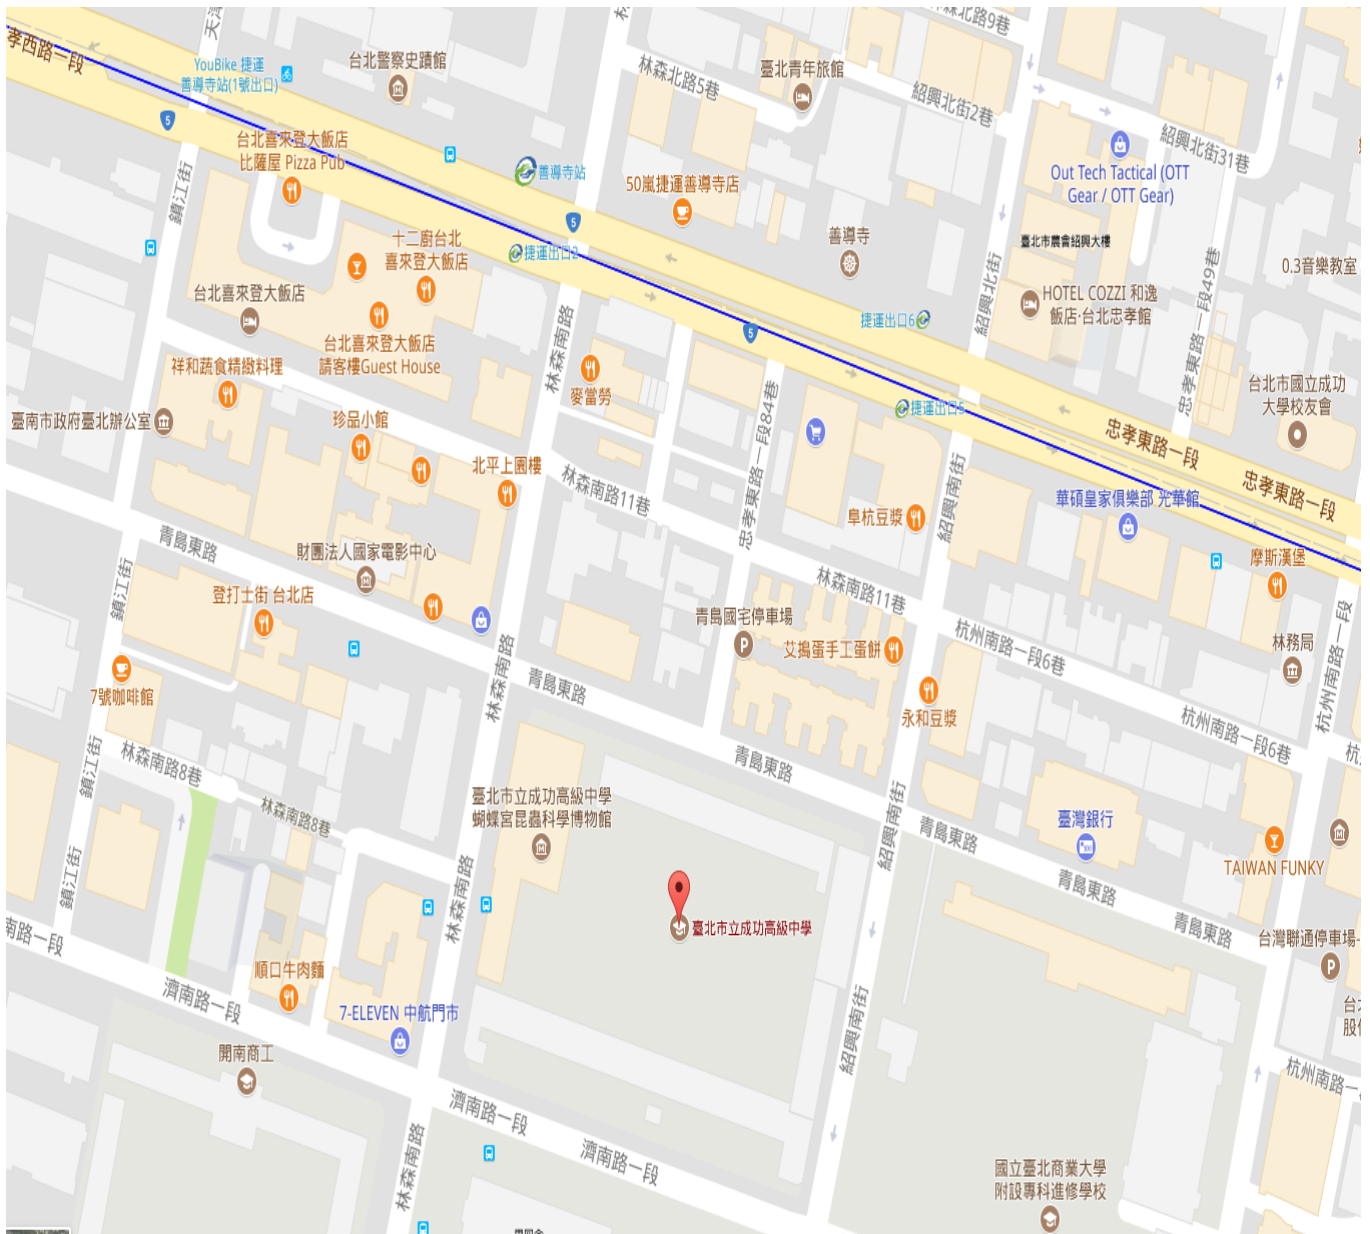 孝西路一段
天津
YouBike 捷運
善導寺站(1號出口)
台北警察史蹟館
林森北路5巷
臺北青年旅館
林森北路9巷
紹興北街2巷
紹興北街31巷
Out Tech Tactical (OTT
Gear / OTT Gear)
5
台北喜來登大飯店
比薩屋 Pizza Pub
善導寺站
50嵐捷運善導寺店
鎮江街
5
捷運出口2
善導寺
臺北市農會紹興大樓
0.3音樂教室
十二廚台北
喜來登大飯店
台北喜來登大飯店
HOTEL COZZI 和逸
飯店·台北忠孝館
紹興北街
忠孝東路一段49巷
捷運出口6
5
台北喜來登大飯店
請客樓Guest House
林森南路
祥和蔬食精緻料理
麥當勞
忠孝東路一段84巷
捷運出口5
台北市國立成功
大學校友會
臺南市政府臺北辦公室
珍品小館
忠孝東路一段
忠孝東路一段
北平上園樓
林森南路11巷
阜杭豆漿
紹興南街
華碩皇家俱樂部 光華館
青島東路
財團法人國家電影中心
摩斯漢堡
鎮江街
登打士街 台北店
林森南路11巷
青島國宅停車場
P
艾搗蛋手工蛋餅
杭州南路一段6巷
林務局
杭州南路一段
7號咖啡館
林森南路
青島東路
永和豆漿
杭州南路一段6巷
杭
鎮江街
林森南路8巷
青島東路
林森南路8巷
臺北市立成功高級中學
蝴蝶宮昆蟲科學博物館
紹興南街
青島東路
臺灣銀行
TAIWAN FUNKY
青島東路
林森南路
臺北市立成功高級中學
青島東路
台灣聯通停車場-
P
南路一段
順口牛肉麵
濟南路一段
7-ELEVEN 中航門市
紹興南街
台北
股份
開南商工
杭州南路一
濟南路一段
濟南路一段
林森南路
國立臺北商業大學
附設專科進修學校